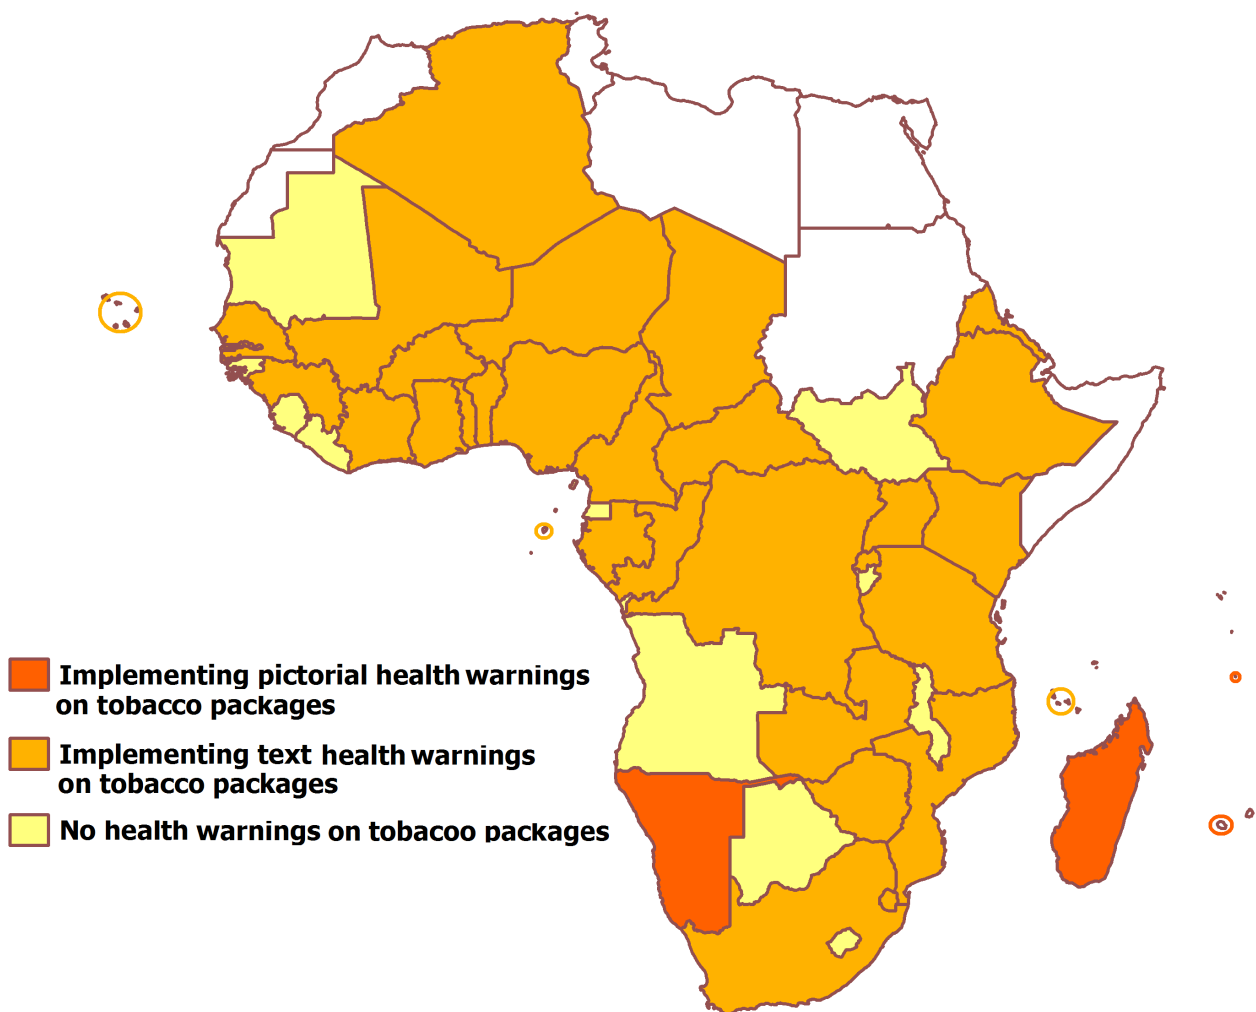 Implementing pictorial health warnings
on tobacco packages
Implementing text health warnings
on tobacco packages
No health warnings on tobacoo packages